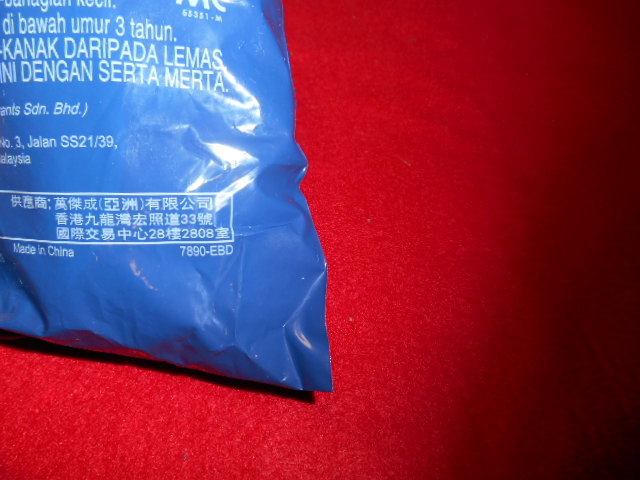 -bahagian kecil.
di bawah umur 3 tahun.
-KANAK DARIPADA LEMAS,
INI DENGAN SERTA MERTA.
ants Sdn. Bhd.)
No. 3, Jalan SS21/39,
alaysia
供應商:萬傑成(亞洲)有限公司
香港九龍灣宏照道33號
國際交易中心28樓2808室
Made in China 7890-EBD